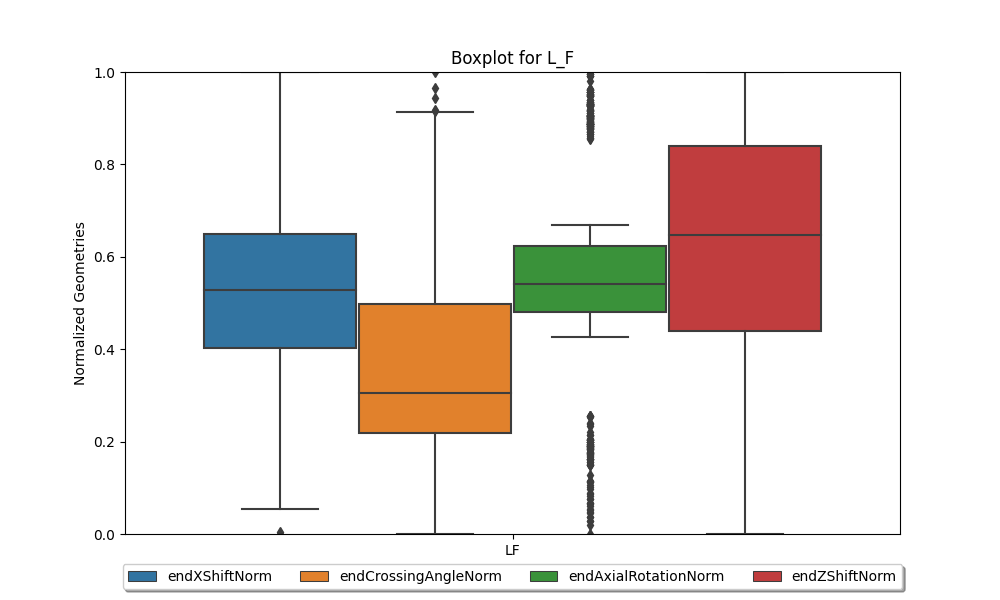 Boxplot for L_F
1.0
0.8
0.6
0.4
0.2
0.0
Normalized Geometries
LF
endXShiftNorm endCrossingAngleNorm endAxialRotationNorm endZShiftNorm